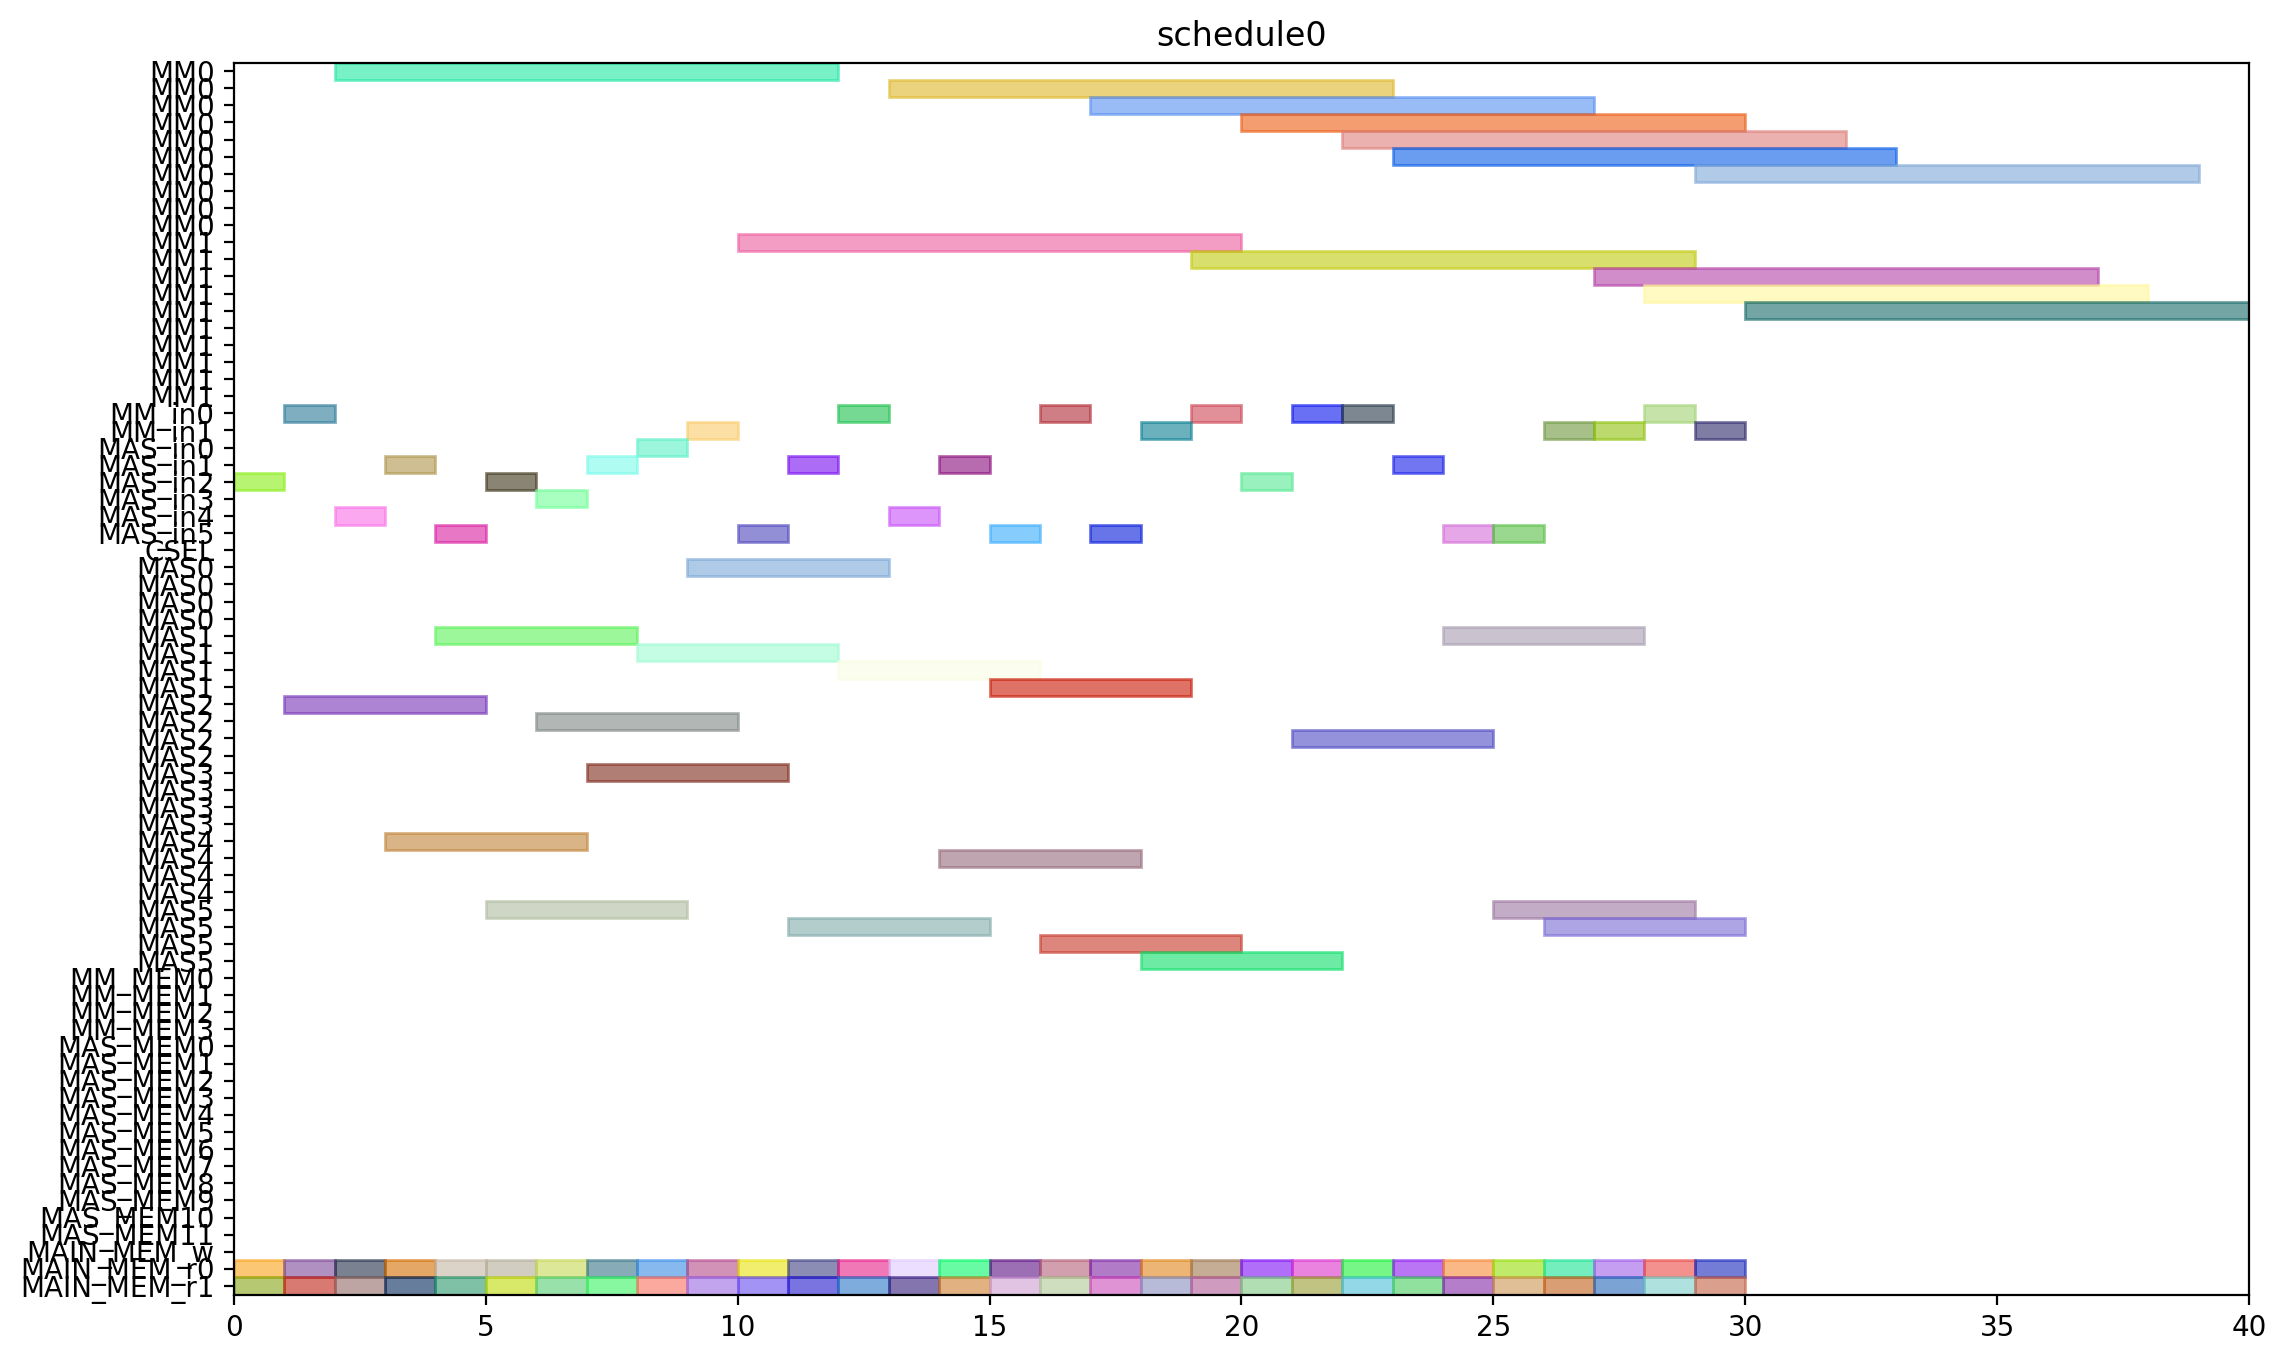 schedule0
MM0
MM0
MM0
MM0
MM0
MM0
MM0
MM0
MM0
MM0
MM1
MM1
MM1
MM1
MM1
MM1
MM1
MM1
MM1
MM1
MM_in0
MM_in1
MAS_in0
MAS_in1
MAS_in2
MAS_in3
MAS_in4
MAS_in5
CSEL
MAS0
MAS0
MAS0
MAS0
MAS1
MAS1
MAS1
MAS1
MAS2
MAS2
MAS2
MAS2
MAS3
MAS3
MAS3
MAS3
MAS4
MAS4
MAS4
MAS4
MAS5
MAS5
MAS5
MAS5
MM_MEM0
MM_MEM1
MM_MEM2
MM_MEM3
MAS_MEM0
MAS_MEM1
MAS_MEM2
MAS_MEM3
MAS_MEM4
MAS_MEM5
MAS_MEM6
MAS_MEM7
MAS_MEM8
MAS_MEM9
MAS_MEM10
MAS_MEM11
MAIN_MEM_w
MAIN_MEM_r0
MAIN_MEM_r1
0 5 10 15 20 25 30 35 40